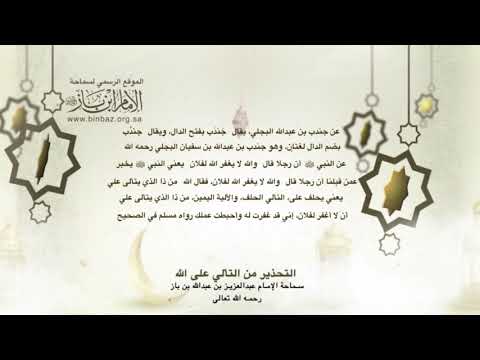 الموقع الرسمي لسماحة
الإمام ابن باز
www.binbaz.org.sa
عن جندب بن عبدالله البجلي، يقال جُندَب بفتح الدال، ويقال جُندُب
بضم الدال لغتان، وهو جندب بن عبدالله بن سفيان البجلي رحمه الله
عن النبي ﷺ أن رجلا قال والله لا يغفر الله لفلان يعني النبي ﷺ يخبر
عمن قبلنا أن رجلا قال والله لا يغفر الله لفلان، فقال الله من ذا الذي يتألى علي
يعني يحلف على، التالي الحلف، والألية اليمين، من ذا الذي يتألى علي
أن لا أغفر لفلان، إني قد غفرت له وأحبطت عملك رواه مسلم في الصحيح
التحذير من التألي على الله
سماحة الإمام عبدالعزيز بن عبدالله بن باز
رحمه الله تعالى